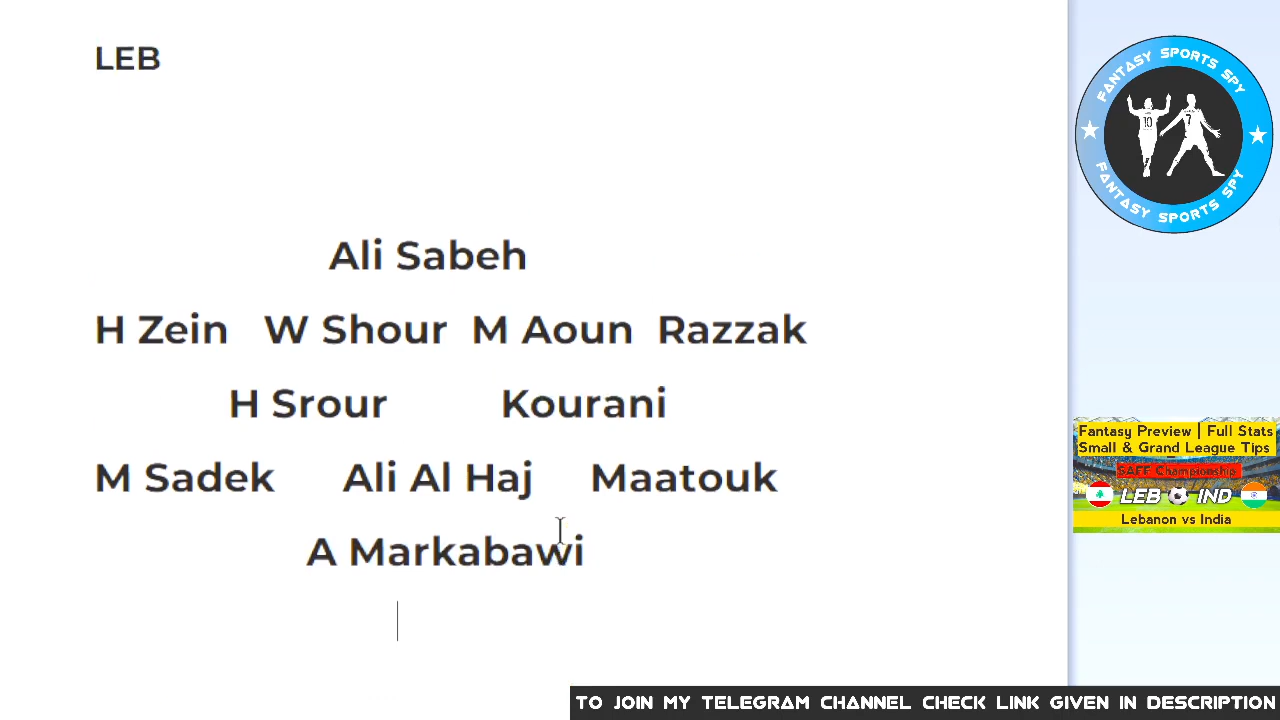 LEB
Ali Sabeh
H Zein W Shour M Aoun Razzak
H Srour Kourani
M Sadek Ali Al Haj Maatouk
A Markabawi
FANTASY SPORTS SPY
10 7
FANTASY SPORTS SPY
Fantasy Preview | Full Stats
Small & Grand League Tips
SAFF Championship
LEB IND
Lebanon vs India
TO JOIN MY TELEGRAM CHANNEL CHECK LINK GIVEN IN DESCRIPTION